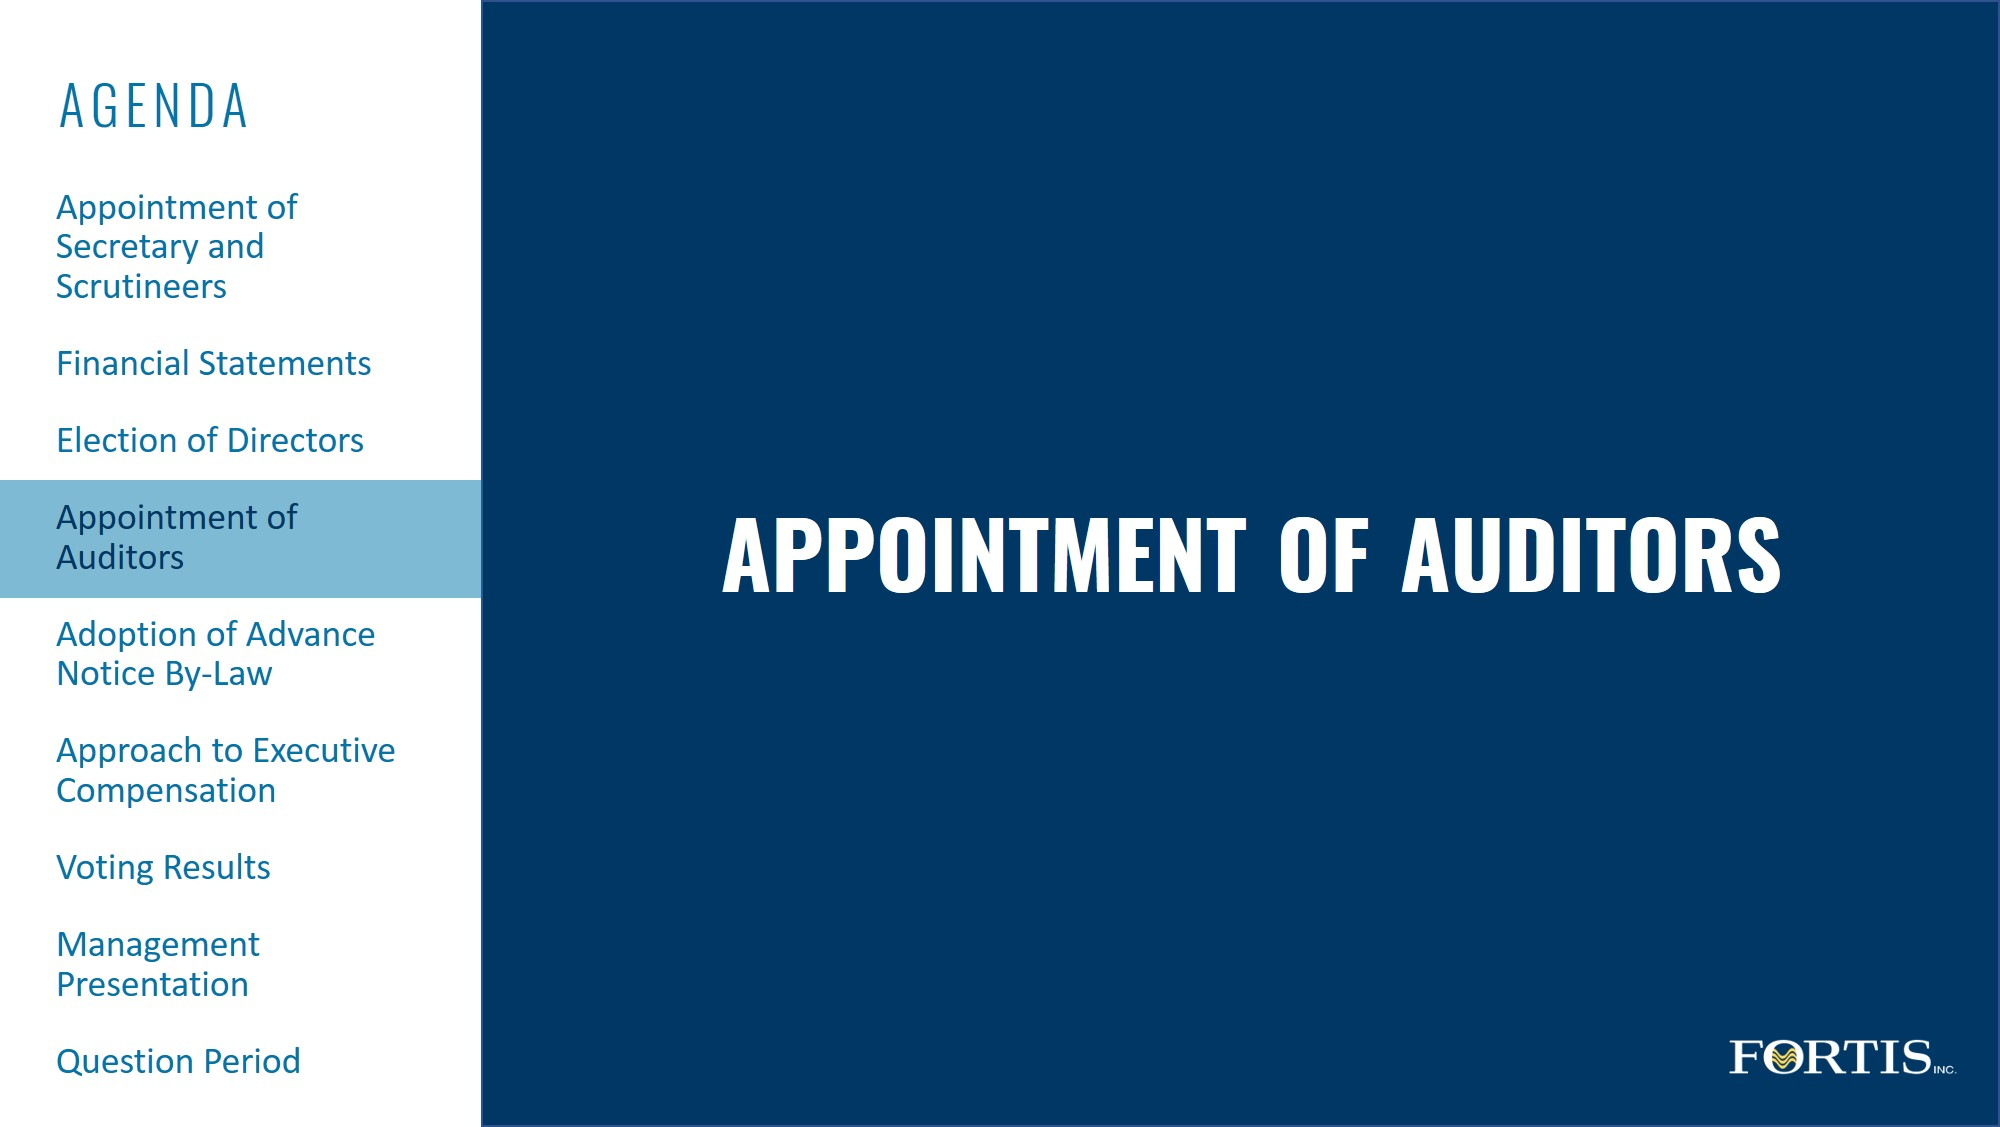 AGENDA
Appointment of
Secretary and
Scrutineers
Financial Statements
Election of Directors
Appointment of
Auditors
Adoption of Advance
Notice By-Law
Approach to Executive
Compensation
Voting Results
Management
Presentation
Question Period
APPOINTMENT OF AUDITORS
FORTIS INC.